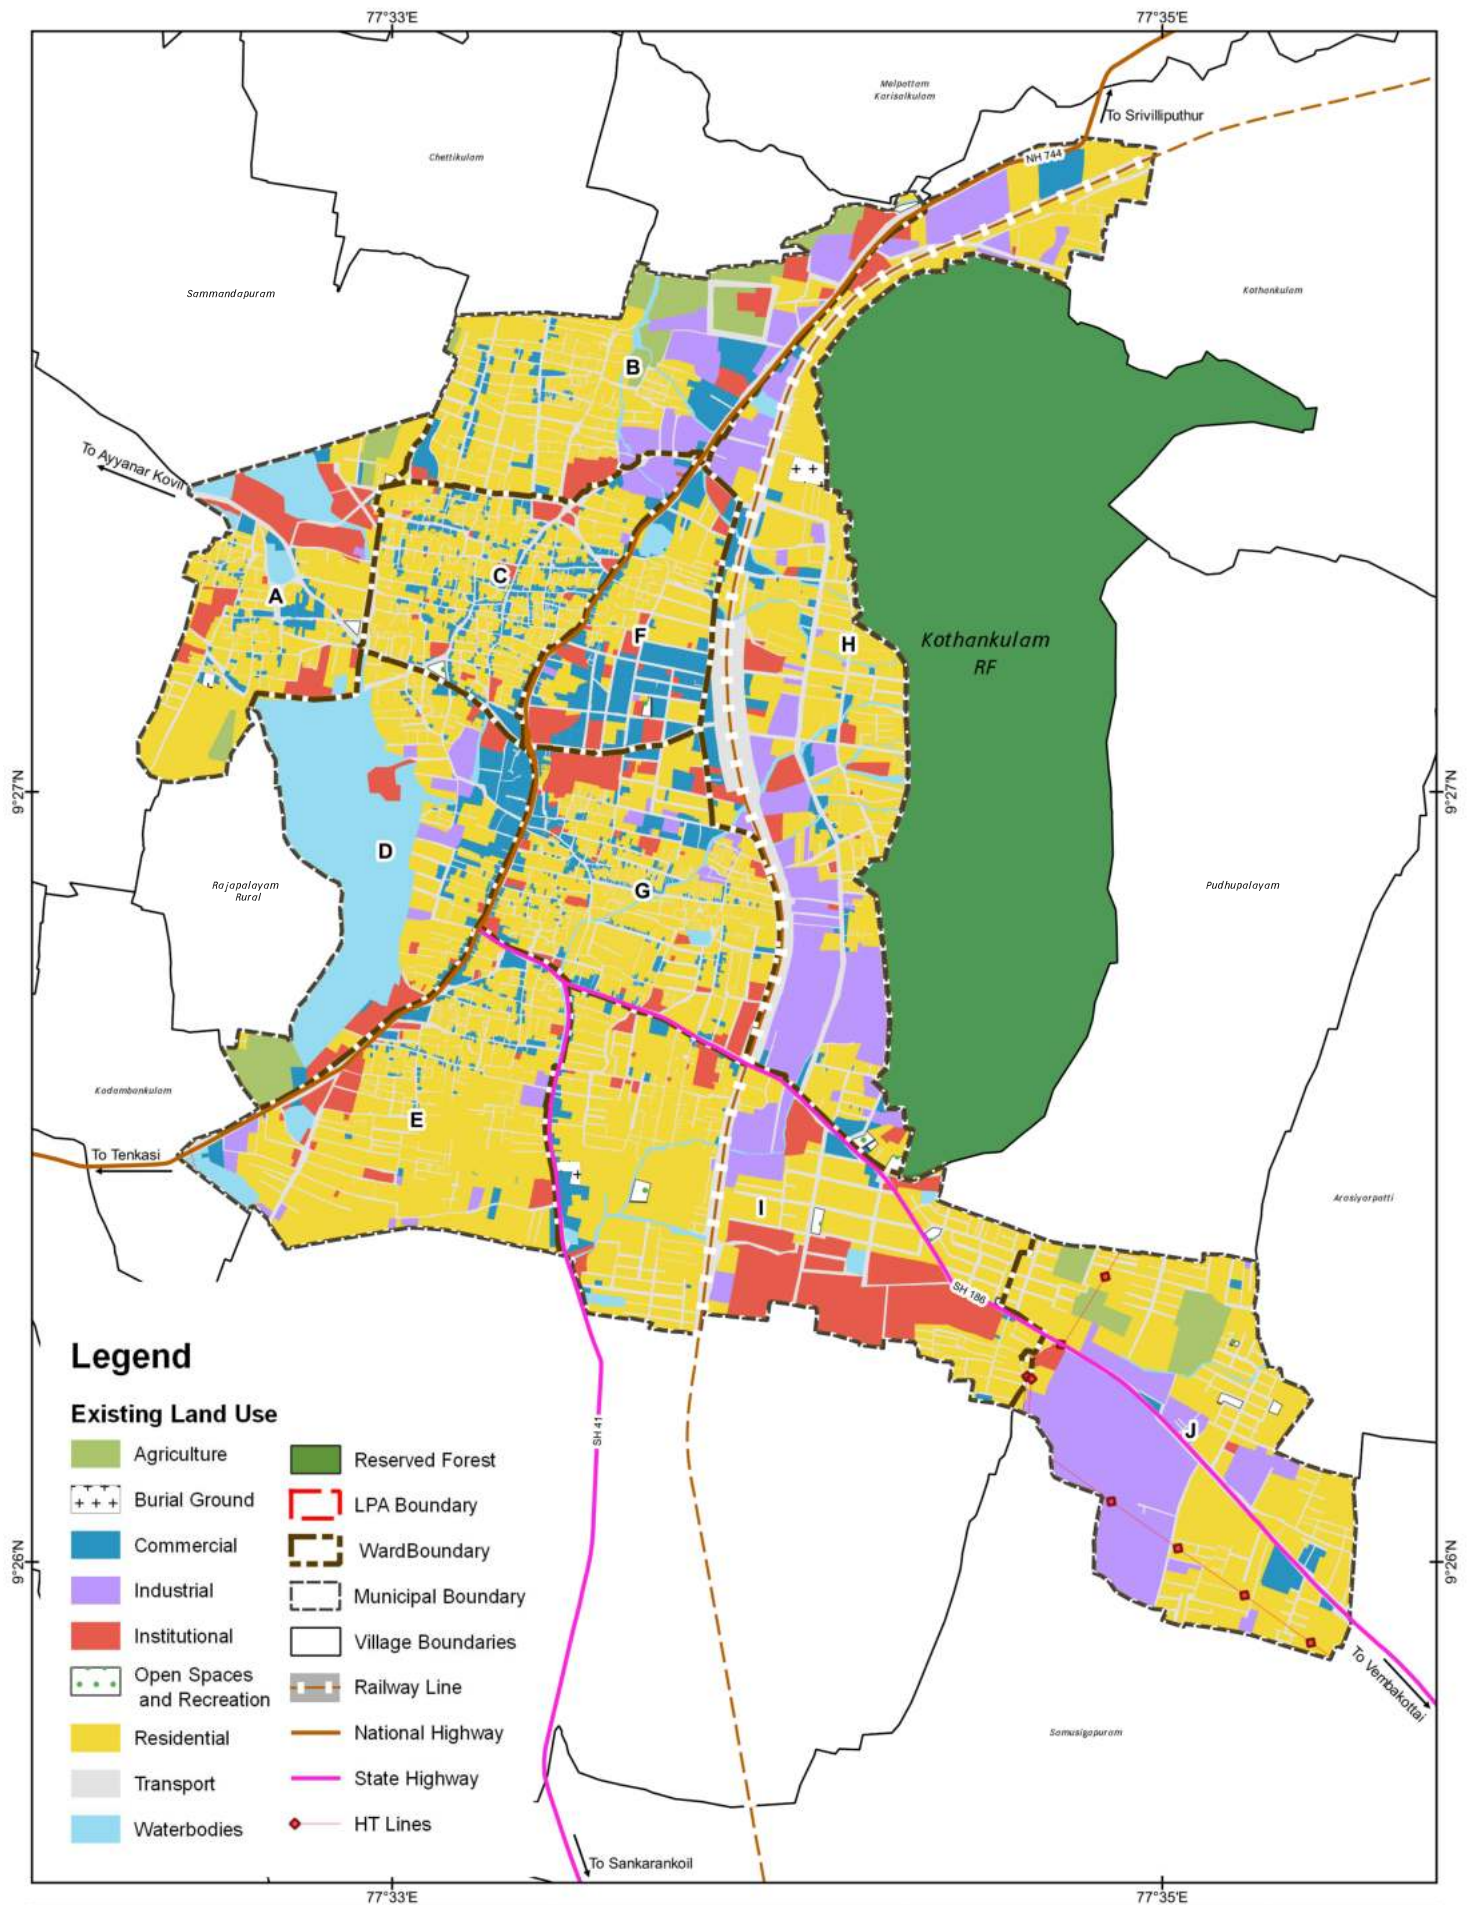 77°33'E
77°35'E
Melpattam
Karisalkulam
To Srivilliputhur
Chettikulam
NH 744
Sammandapuram
Kothankulam
B
To Ayyanar Kovil
C
A
F
H
Kothankulam
RF
9°27'N
9°27'N
D
Rajapalayam
Rural
G
Pudhupalayam
Kadambankulam
E
To Tenkasi
I
Arasiyarpatti
SH 186
Legend
J
SH 41
Existing Land Use
Agriculture
Burial Ground
Commercial
Industrial
Institutional
Open Spaces
and Recreation
Residential
Transport
Waterbodies
Reserved Forest
LPA Boundary
WardBoundary
Municipal Boundary
Village Boundaries
Railway Line
National Highway
State Highway
HT Lines
9°26'N
9°26'N
To Vembakottai
Samusigapuram
To Sankarankoil
77°33'E
77°35'E